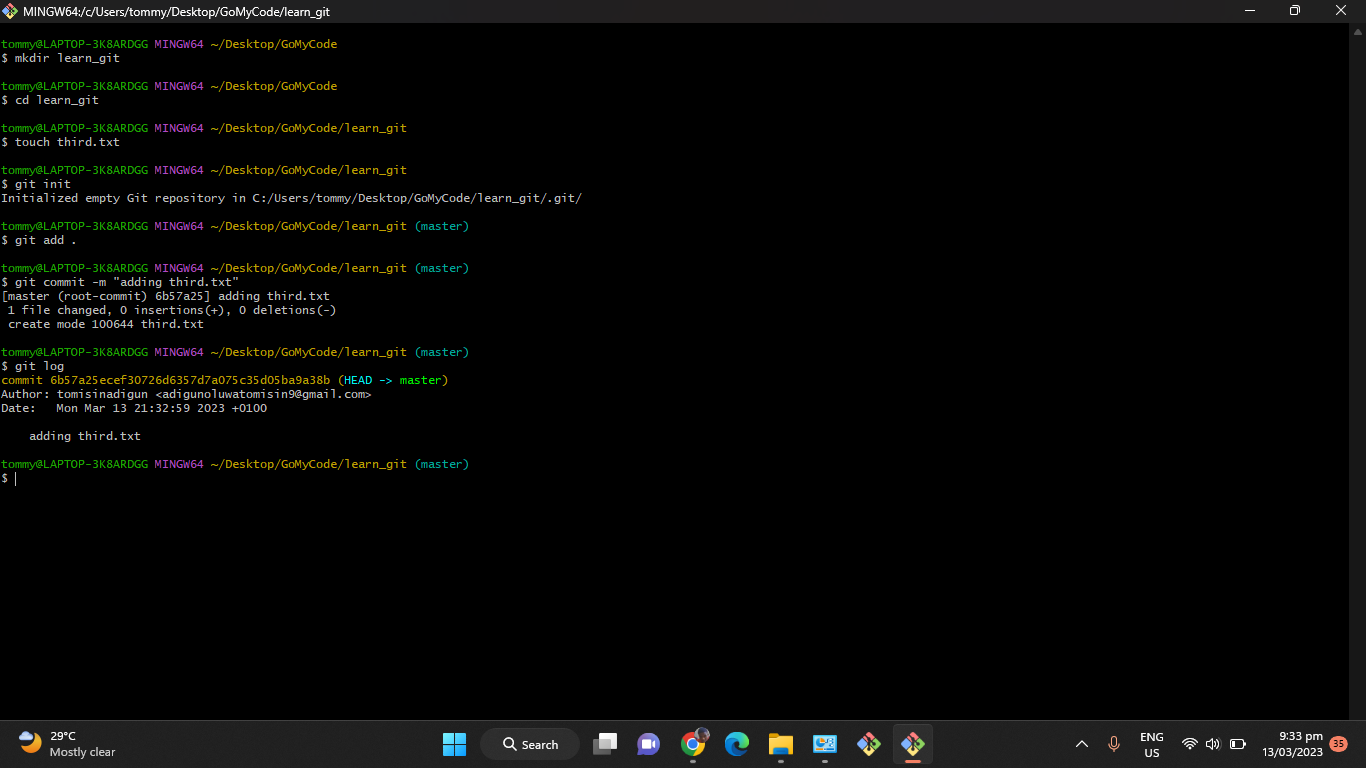 MINGW64:/c/Users/tommy/Desktop/GoMyCode/learn_git
tommy@LAPTOP-3K8ARDGG MINGW64 ~/Desktop/GoMyCode
$ mkdir learn_git
tommy@LAPTOP-3K8ARDGG MINGW64 ~/Desktop/GoMyCode
$ cd learn_git
tommy@LAPTOP-3K8ARDGG MINGW64 ~/Desktop/GoMyCode/learn_git
$ touch third.txt
tommy@LAPTOP-3K8ARDGG MINGW64 ~/Desktop/GoMyCode/learn_git
$ git init
Initialized empty Git repository in C:/Users/tommy/Desktop/GoMyCode/learn_git/.git/
tommy@LAPTOP-3K8ARDGG MINGW64 ~/Desktop/GoMyCode/learn_git (master)
$ git add .
tommy@LAPTOP-3K8ARDGG MINGW64 ~/Desktop/GoMyCode/learn_git (master)
$ git commit -m "adding third.txt"
[master (root-commit) 6b57a25] adding third.txt
 1 file changed, 0 insertions(+), 0 deletions(-)
 create mode 100644 third.txt
tommy@LAPTOP-3K8ARDGG MINGW64 ~/Desktop/GoMyCode/learn_git (master)
$ git log
commit 6b57a25ecef30726d6357d7a075c35d05ba9a38b (HEAD -> master)
Author: tomisinadigun <adigunoluwatomisin9@gmail.com>
Date:   Mon Mar 13 21:32:59 2023 +0100
    adding third.txt
tommy@LAPTOP-3K8ARDGG MINGW64 ~/Desktop/GoMyCode/learn_git (master)
$
29°C
Mostly clear
Search
ENG
US
9:33 pm
13/03/2023
35